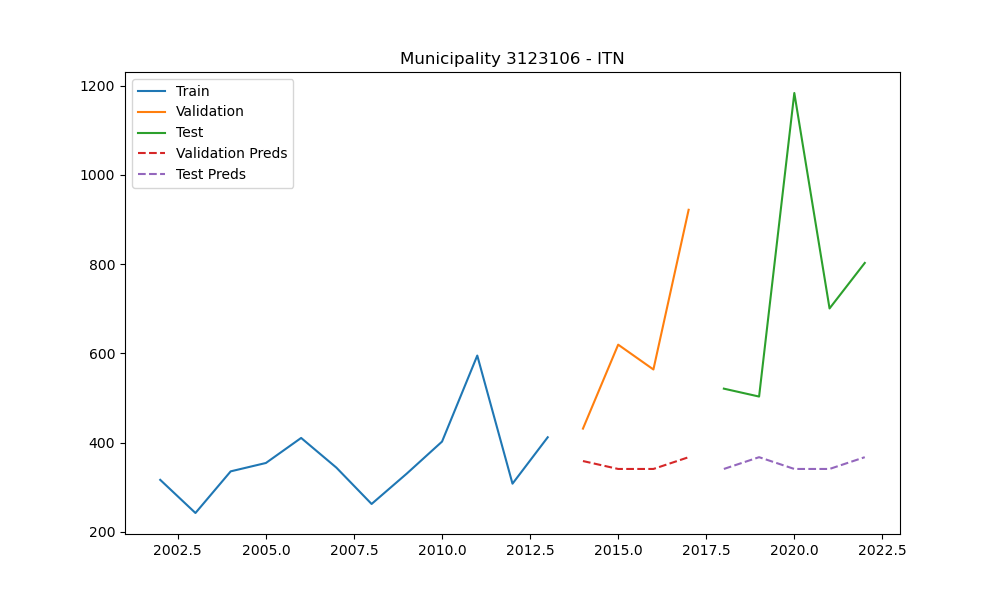 Municipality 3123106 - ITN
Train
Validation
Test
Validation Preds
Test Preds
1200
1000
800
600
400
200
2002.5 2005.0 2007.5 2010.0 2012.5 2015.0 2017.5 2020.0 2022.5